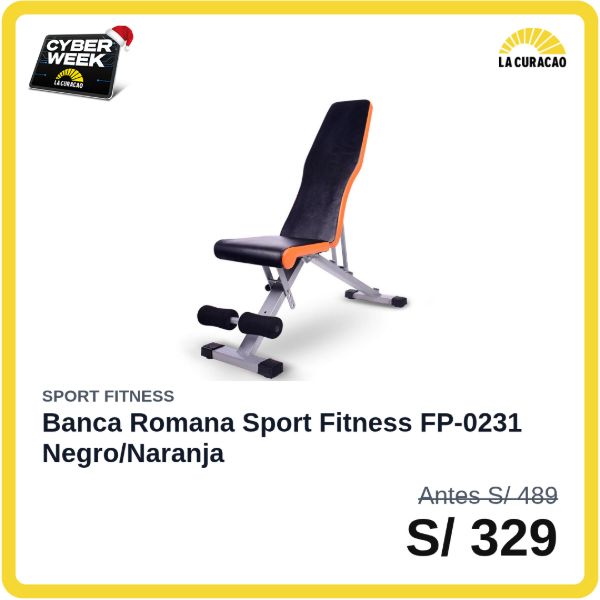 CYBER
WEEK
LA CURACAO
LA CURACAO
SPORT FITNESS
Banca Romana Sport Fitness FP-0231
Negro/Naranja
Antes S/ 489
S/ 329